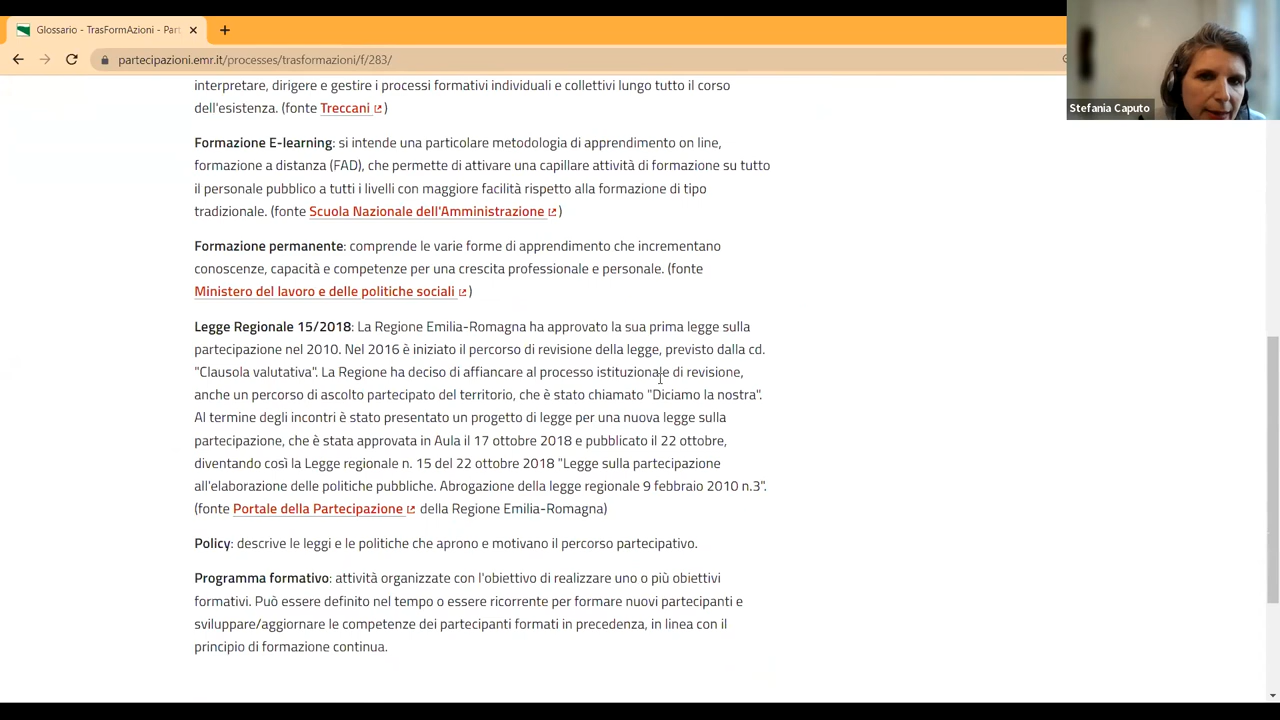 Glossario - TrasFormAzioni - Part
partecipazioni.emr.it/processes/trasformazioni/f/283/
Stefania Caputo
interpretare, dirigere e gestire i processi formativi individuali e collettivi lungo tutto il corso
dell'esistenza. (fonte Treccani)
Formazione E-learning: si intende una particolare metodologia di apprendimento on line,
formazione a distanza (FAD), che permette di attivare una capillare attività di formazione su tutto
il personale pubblico a tutti i livelli con maggiore facilità rispetto alla formazione di tipo
tradizionale. (fonte Scuola Nazionale dell'Amministrazione)
Formazione permanente: comprende le varie forme di apprendimento che incrementano
conoscenze, capacità e competenze per una crescita professionale e personale. (fonte
Ministero del lavoro e delle politiche sociali)
Legge Regionale 15/2018: La Regione Emilia-Romagna ha approvato la sua prima legge sulla
partecipazione nel 2010. Nel 2016 è iniziato il percorso di revisione della legge, previsto dalla cd.
"Clausola valutativa". La Regione ha deciso di affiancare al processo istituzionale di revisione,
anche un percorso di ascolto partecipato del territorio, che è stato chiamato "Diciamo la nostra".
Al termine degli incontri è stato presentato un progetto di legge per una nuova legge sulla
partecipazione, che è stata approvata in Aula il 17 ottobre 2018 e pubblicato il 22 ottobre,
diventando così la Legge regionale n. 15 del 22 ottobre 2018 "Legge sulla partecipazione
all'elaborazione delle politiche pubbliche. Abrogazione della legge regionale 9 febbraio 2010 n.3".
(fonte Portale della Partecipazione della Regione Emilia-Romagna)
Policy: descrive le leggi e le politiche che aprono e motivano il percorso partecipativo.
Programma formativo: attività organizzate con l'obiettivo di realizzare uno o più obiettivi
formativi. Può essere definito nel tempo o essere ricorrente per formare nuovi partecipanti e
sviluppare/aggiornare le competenze dei partecipanti formati in precedenza, in linea con il
principio di formazione continua.